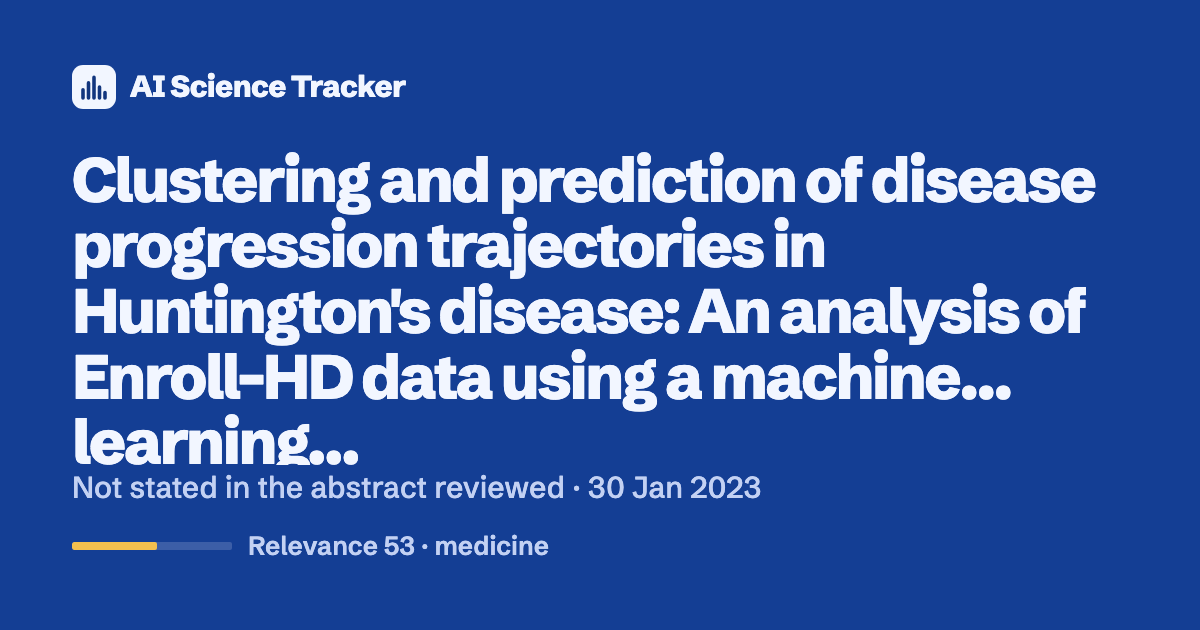 AI Science Tracker
Clustering and prediction of disease
progression trajectories in
Huntington's disease: An analysis of
Enroll-HD data using a machine...
learning...
Not stated in the abstract reviewed · 30 Jan 2023
Relevance 53 · medicine